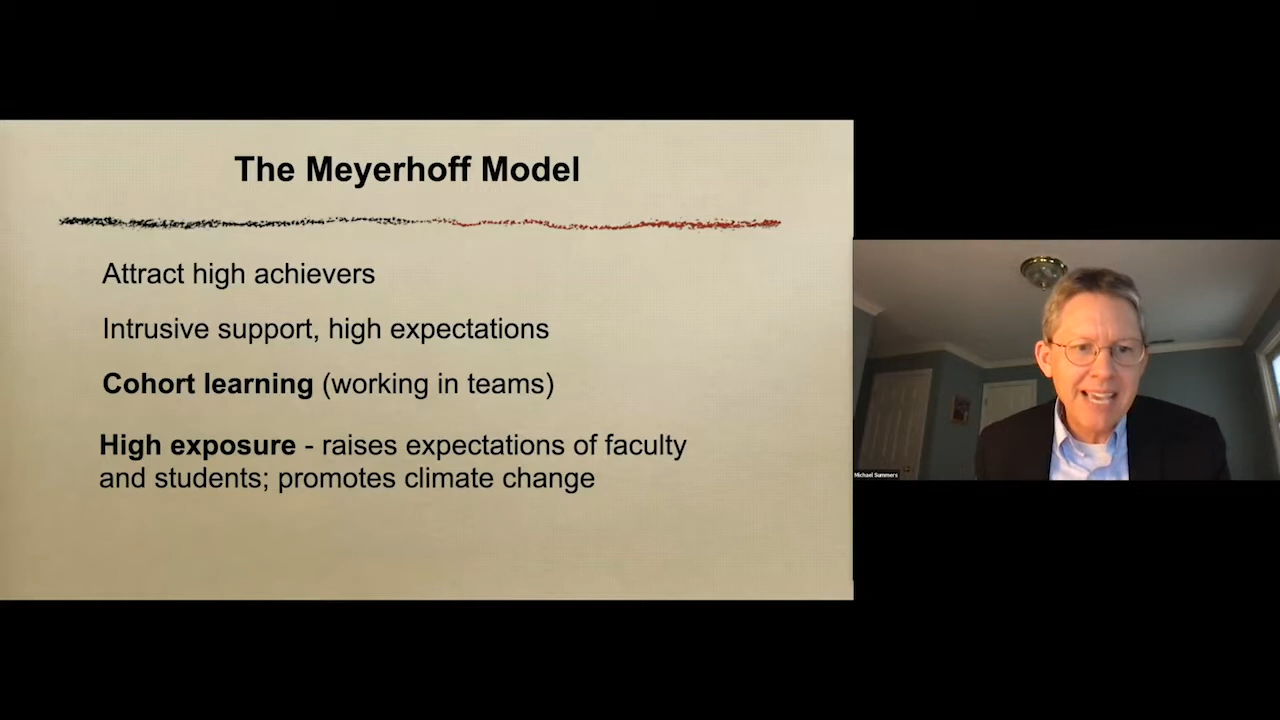 The Meyerhoff Model
Attract high achievers
Intrusive support, high expectations
Cohort learning (working in teams)
High exposure - raises expectations of faculty
and students; promotes climate change
Michael Summers